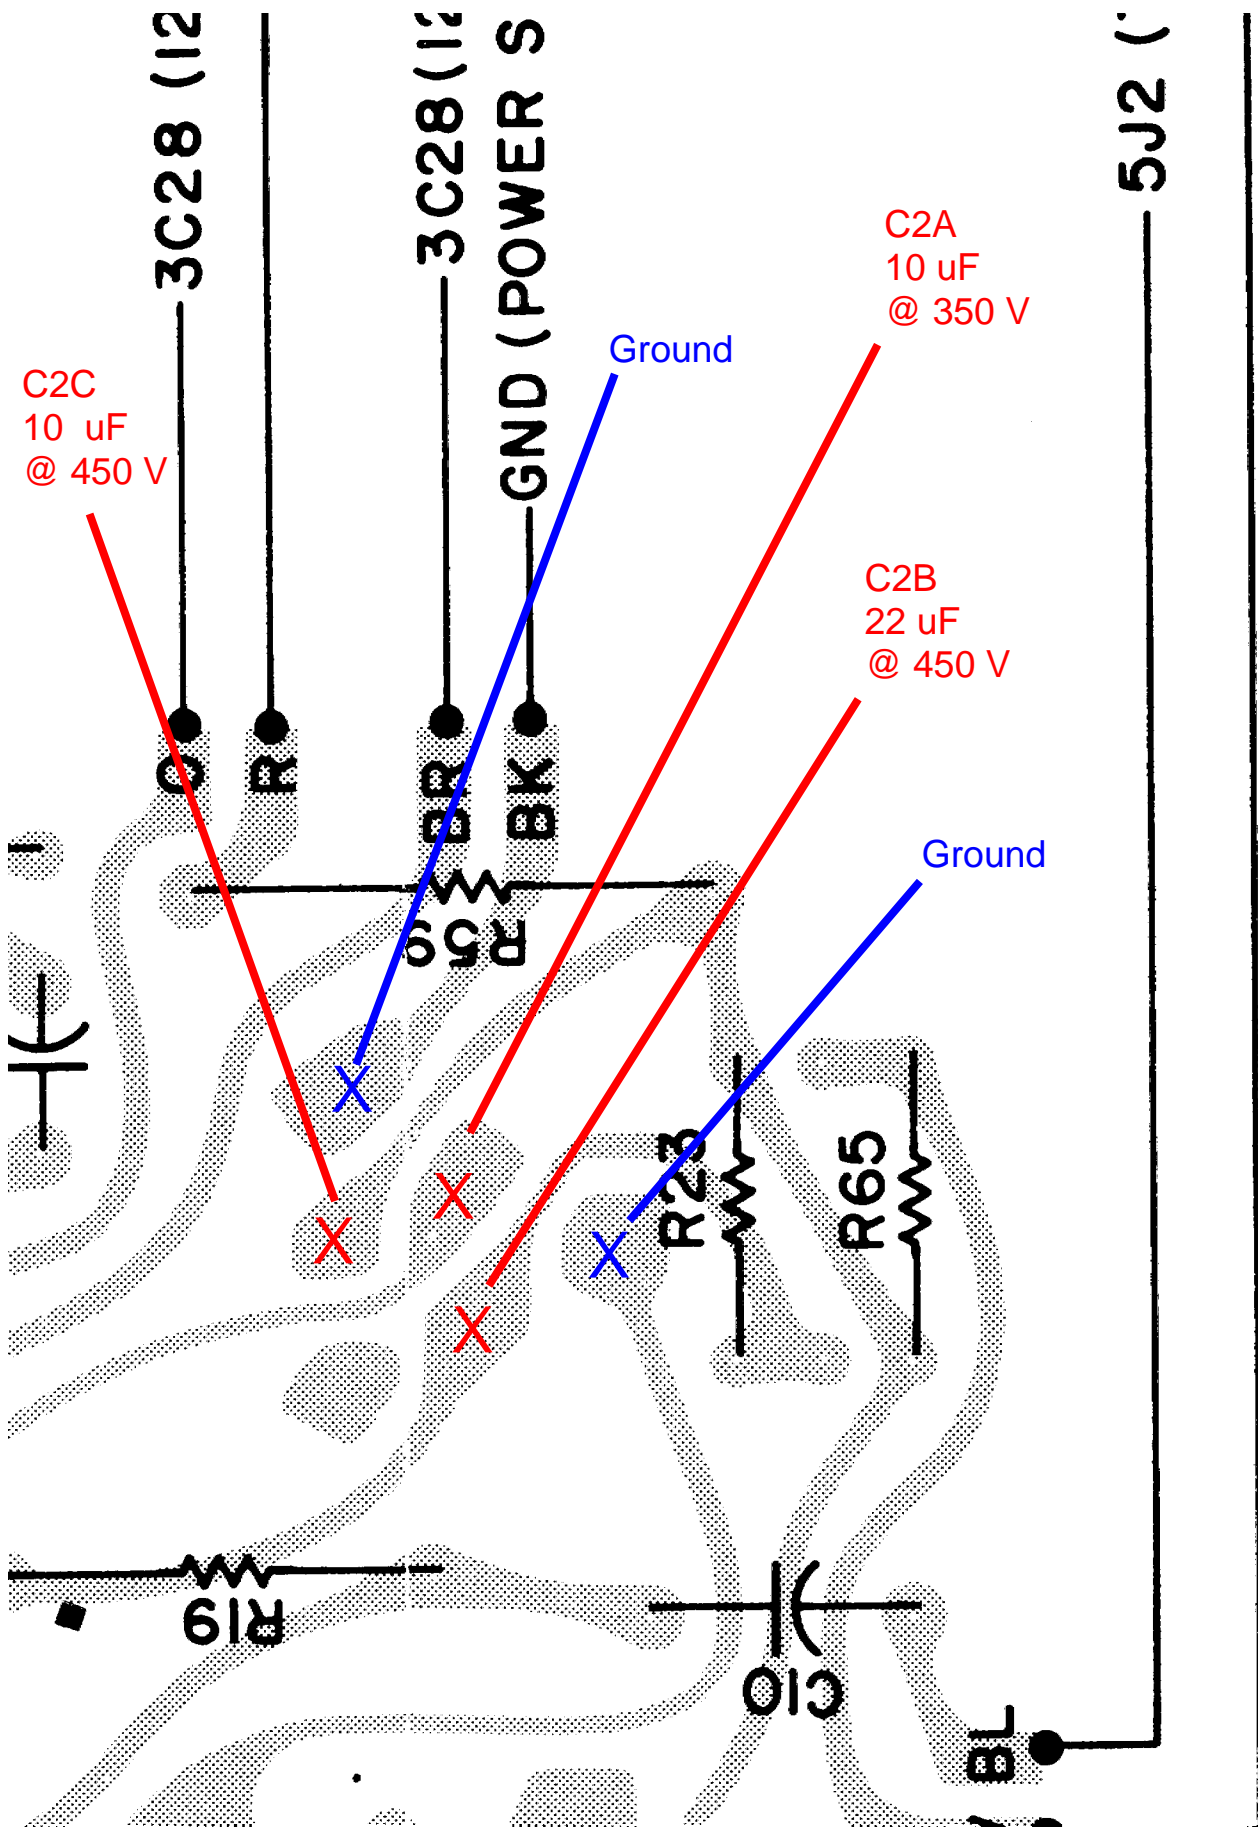 3C28 (12
3C28 (12
GND (POWER S
5J2 (
C2A
10 uF
@ 350 V
Ground
C2C
10 uF
@ 450 V
C2B
22 uF
@ 450 V
O
R
BR
BK
Ground
R59
X
R23
R65
X
X
X
X
R19
C10
BL